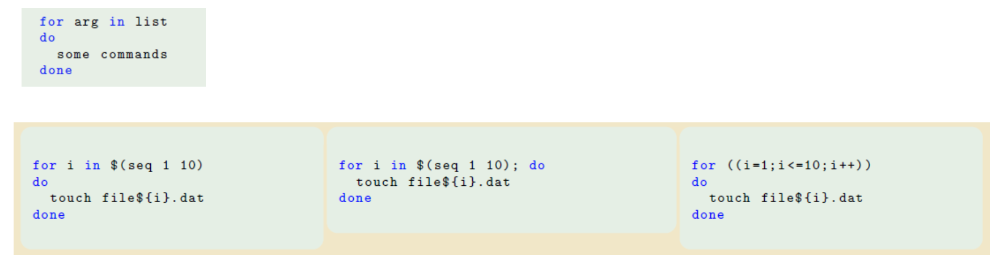 for arg in list
do
  some commands
done
for i in $(seq 1 10)
do
  touch file${i}.dat
done
for i in $(seq 1 10); do
  touch file${i}.dat
done
for ((i=1;i<=10;i++))
do
  touch file${i}.dat
done